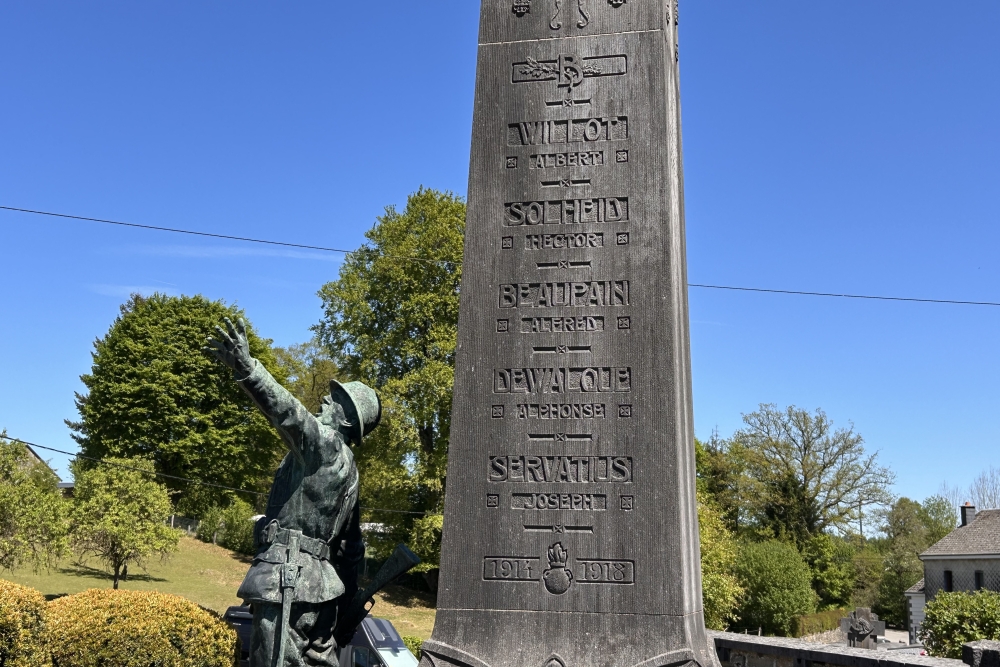 B
WILLOT
ALBERT
SOLHEID
HECTOR
BEAUPAIN
ALFRED
DEWALQUE
ALPHONSE
SERVATIUS
JOSEPH
1914 1918